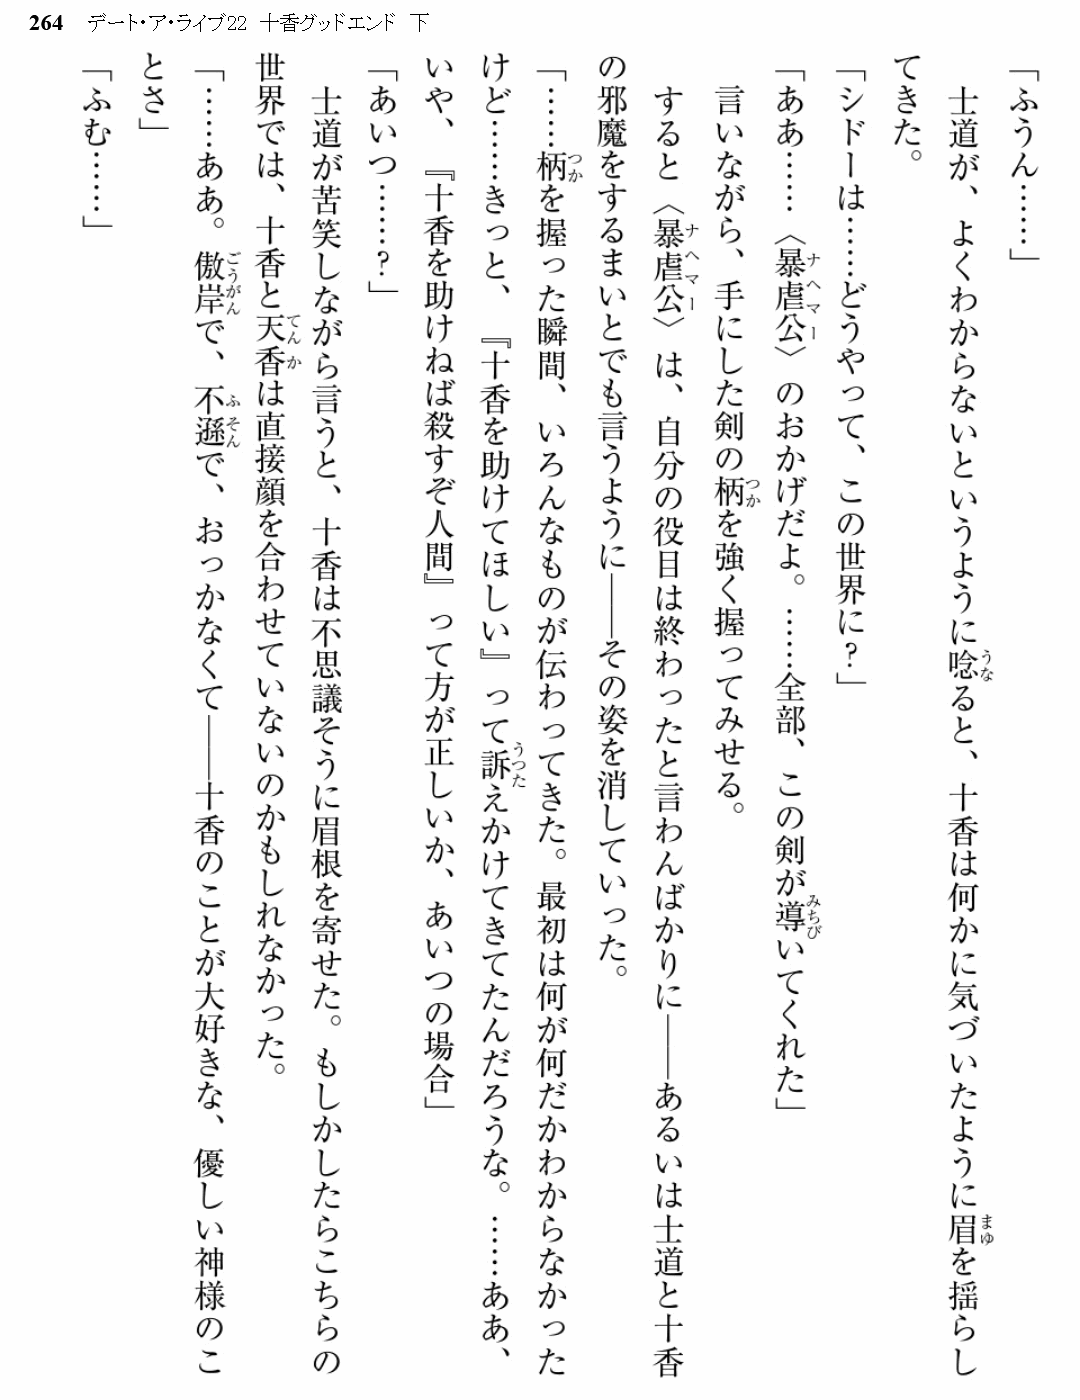 264 デート・ア・ライブ22 十香グッドエンド 下
「ふうん……」
　士道が、よくわからないというように唸ると、十香は何かに気づいたように眉を揺らし
てきた。
「シドーは……どうやって、この世界に？」
「ああ……〈暴虐公〉のおかげだよ。……全部、この剣が導いてくれた」
　言いながら、手にした剣の柄を強く握ってみせる。
　すると〈暴虐公〉は、自分の役目は終わったと言わんばかりに――あるいは士道と十香
の邪魔をするまいとでも言うように――その姿を消していった。
「……柄を握った瞬間、いろんなものが伝わってきた。最初は何が何だかわからなかった
けど……きっと、『十香を助けてほしい』って訴えかけてきてたんだろうな。……ああ、
いや、『十香を助けねば殺すぞ人間』って方が正しいか、あいつの場合」
「あいつ……？」
　士道が苦笑しながら言うと、十香は不思議そうに眉根を寄せた。もしかしたらこちらの
世界では、十香と天香は直接顔を合わせていないのかもしれなかった。
「……ああ。傲岸で、不遜で、おっかなくて――十香のことが大好きな、優しい神様のこ
とさ」
「ふむ……」